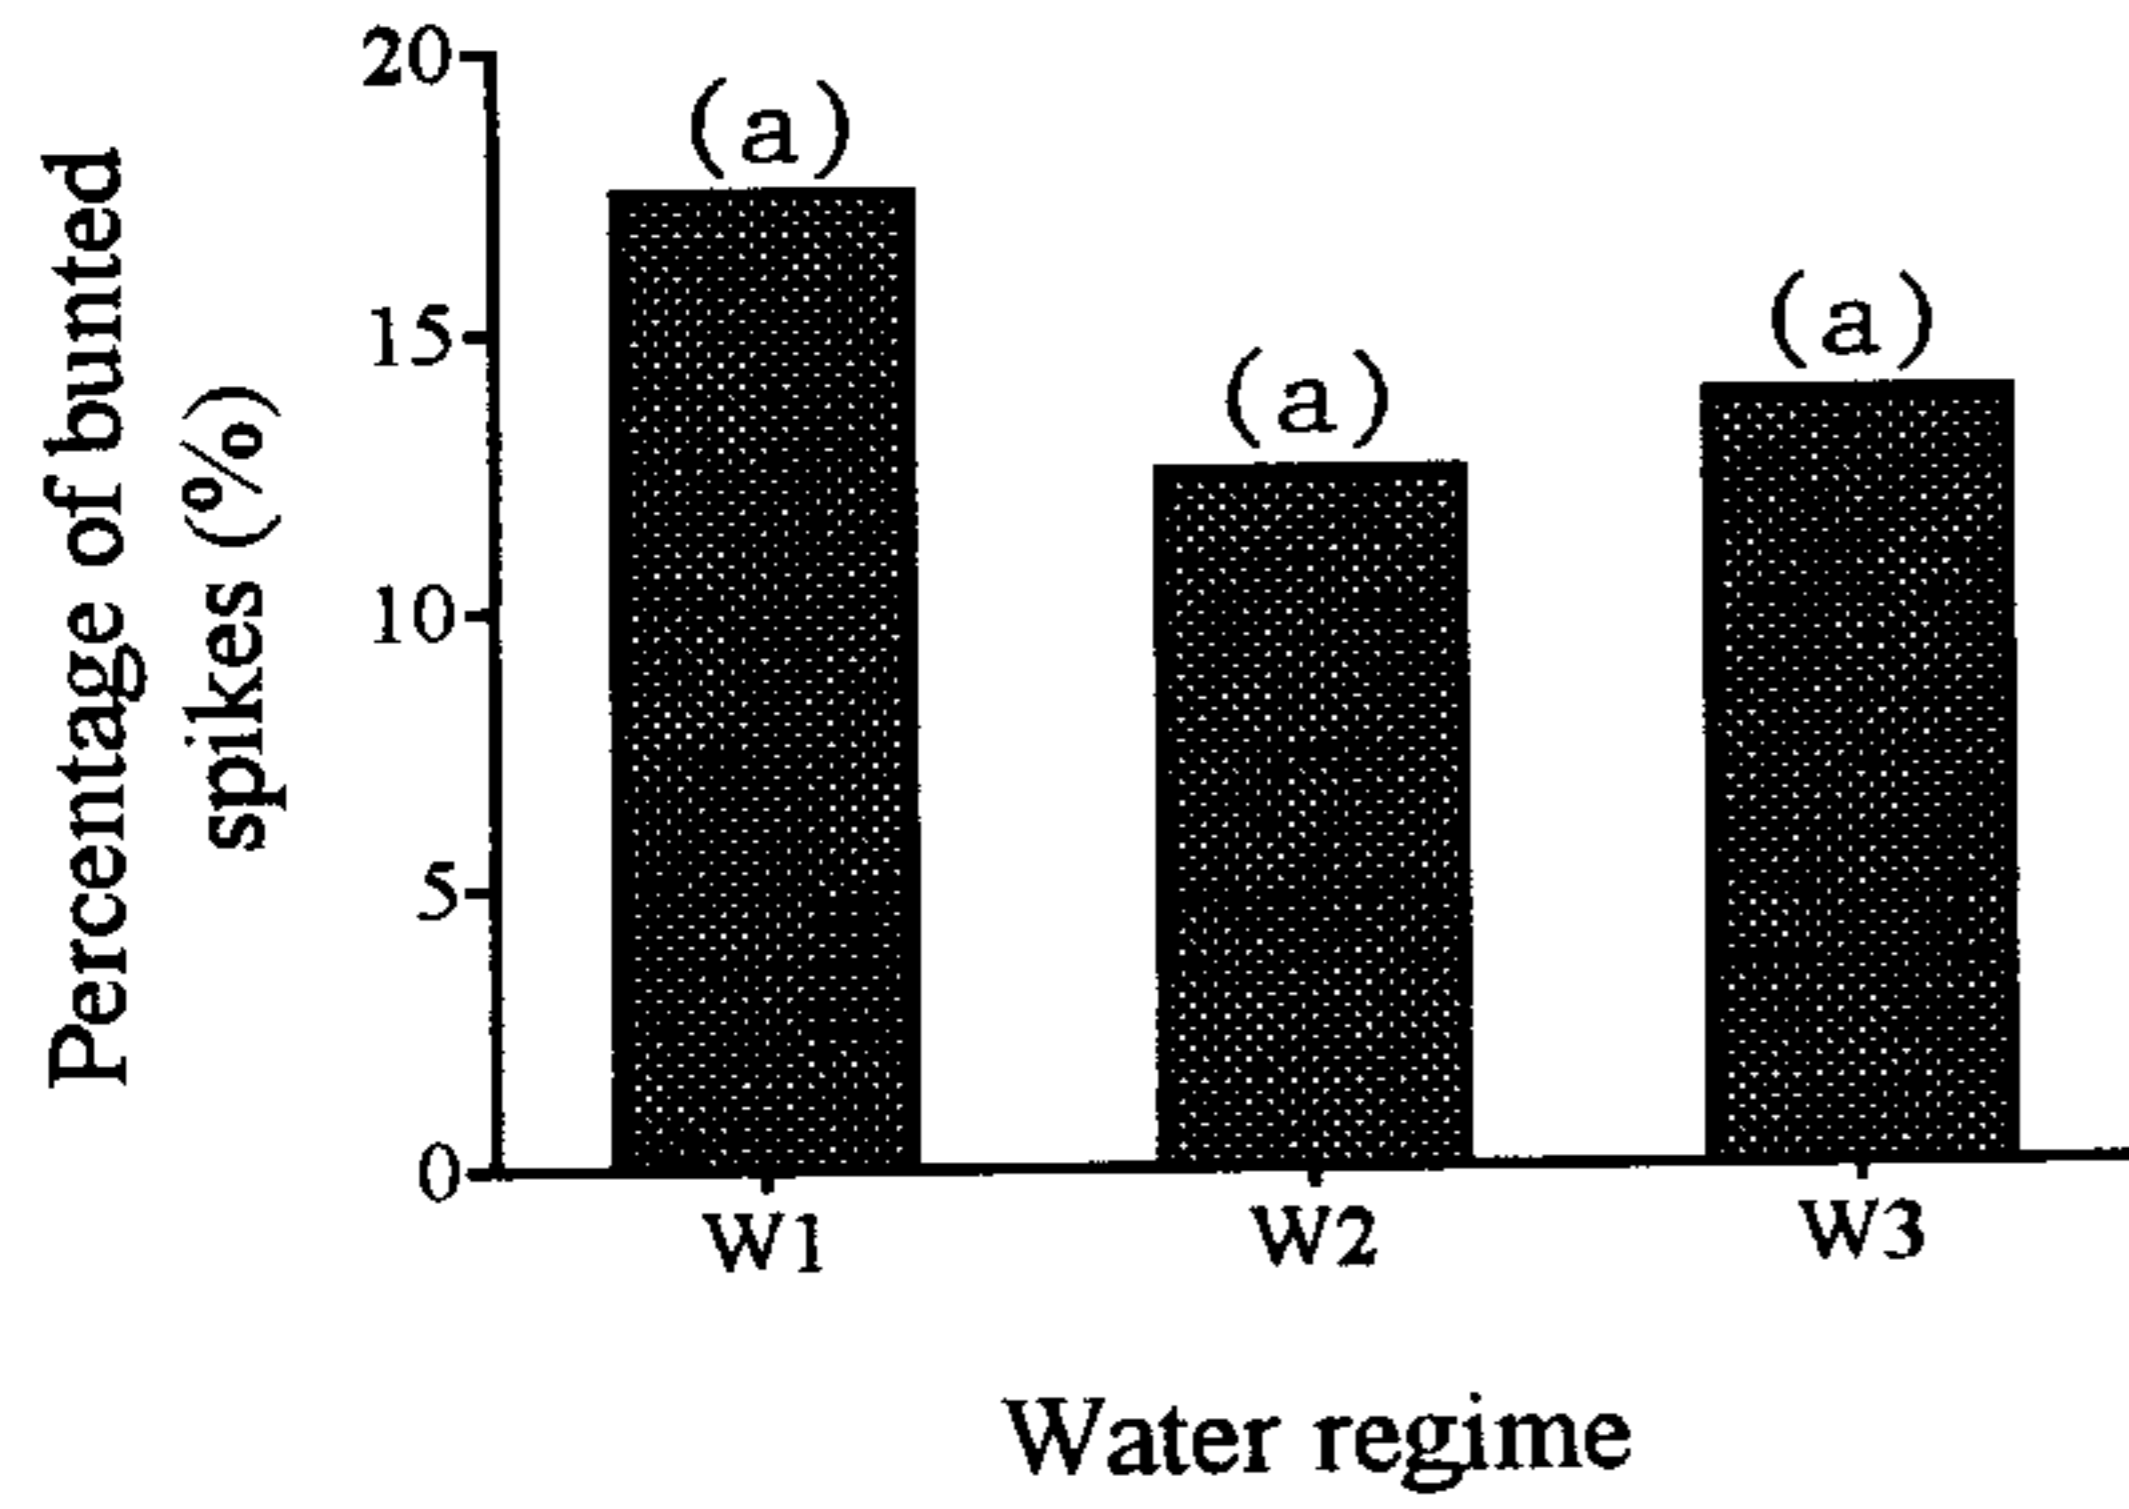 Percentage of bunted
spikes (%)
20
15
10
5
0
(a)
(a)
(a)
W1
W2
W3
Water regime